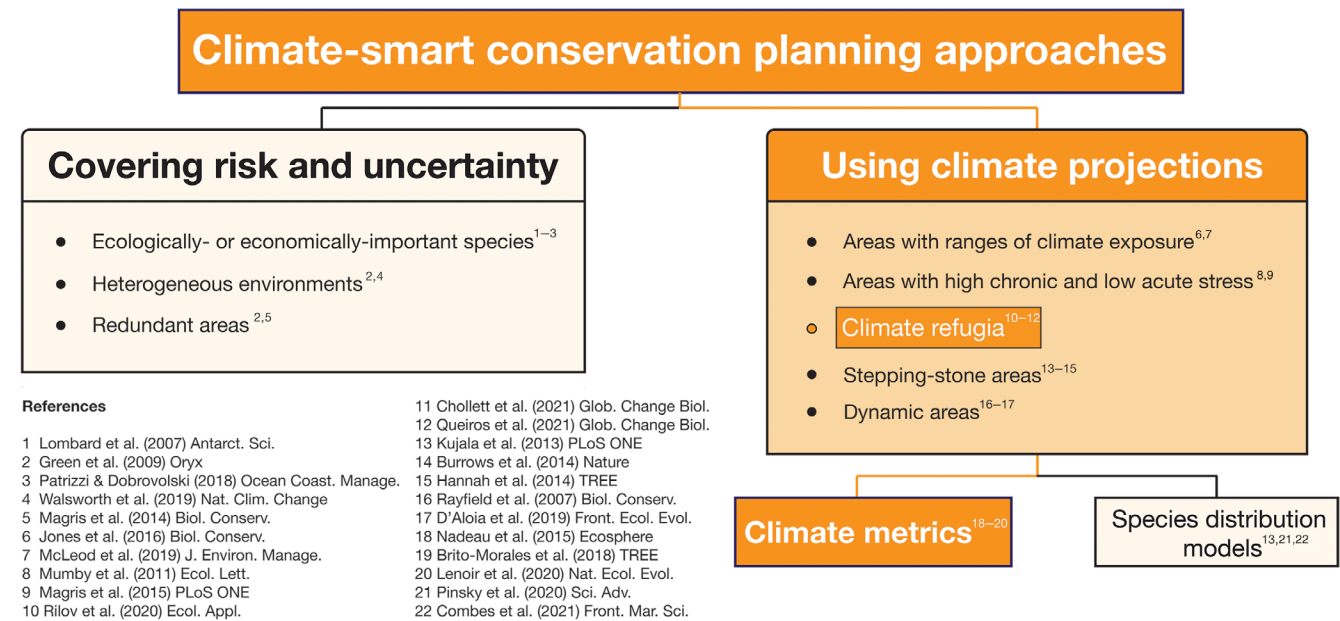 Climate-smart conservation planning approaches
Covering risk and uncertainty
● Ecologically- or economically-important species1–3
● Heterogeneous environments2,4
● Redundant areas2,5
Using climate projections
● Areas with ranges of climate exposure6,7
● Areas with high chronic and low acute stress8,9
● Climate refugia10–12
● Stepping-stone areas13–15
● Dynamic areas16–17
Climate metrics18–20
Species distribution
models13,21,22
References
1 Lombard et al. (2007) Antarct. Sci.
2 Green et al. (2009) Oryx
3 Patrizzi & Dobrovolski (2018) Ocean Coast. Manage.
4 Walsworth et al. (2019) Nat. Clim. Change
5 Magris et al. (2014) Biol. Conserv.
6 Jones et al. (2016) Biol. Conserv.
7 McLeod et al. (2019) J. Environ. Manage.
8 Mumby et al. (2011) Ecol. Lett.
9 Magris et al. (2015) PLoS ONE
10 Rilov et al. (2020) Ecol. Appl.
11 Chollett et al. (2021) Glob. Change Biol.
12 Queiros et al. (2021) Glob. Change Biol.
13 Kujala et al. (2013) PLoS ONE
14 Burrows et al. (2014) Nature
15 Hannah et al. (2014) TREE
16 Rayfield et al. (2007) Biol. Conserv.
17 D'Aloia et al. (2019) Front. Ecol. Evol.
18 Nadeau et al. (2015) Ecosphere
19 Brito-Morales et al. (2018) TREE
20 Lenoir et al. (2020) Nat. Ecol. Evol.
21 Pinsky et al. (2020) Sci. Adv.
22 Combes et al. (2021) Front. Mar. Sci.